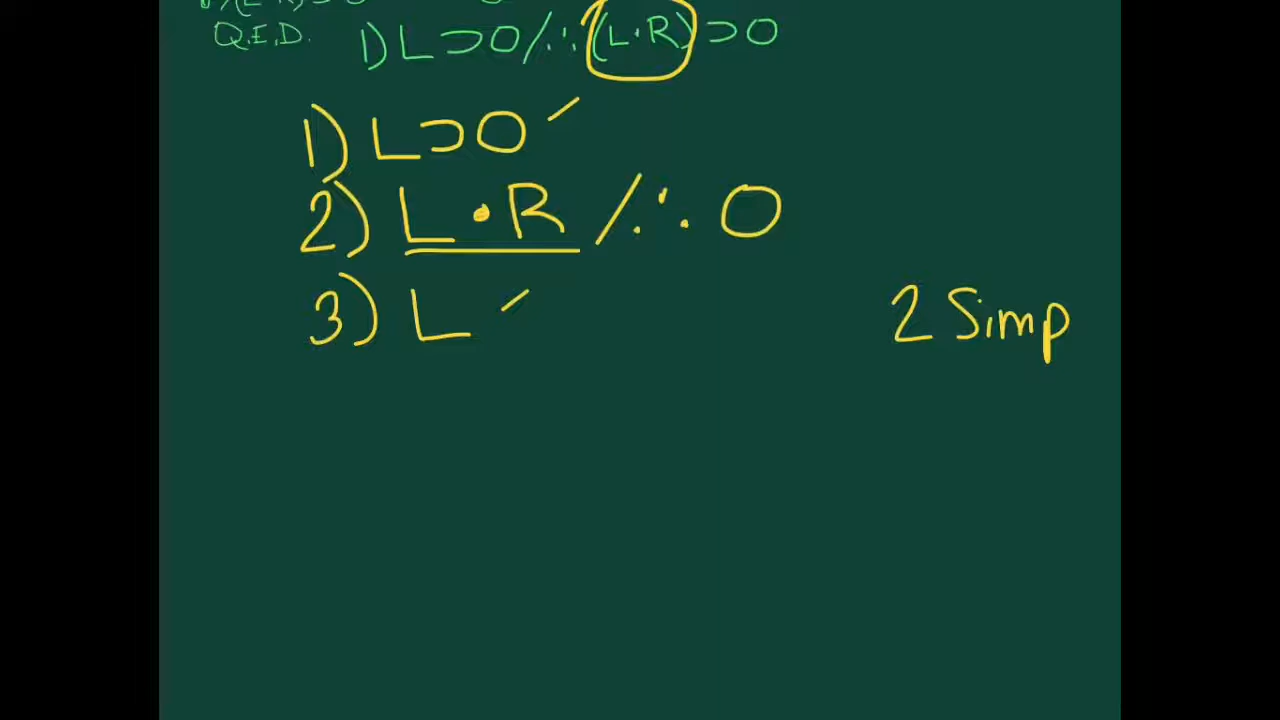 Q.E.D. 1) L ⊃ O / ∴ (L · R) ⊃ O
1) L ⊃ O
2) L · R / ∴ O
3) L 2 Simp